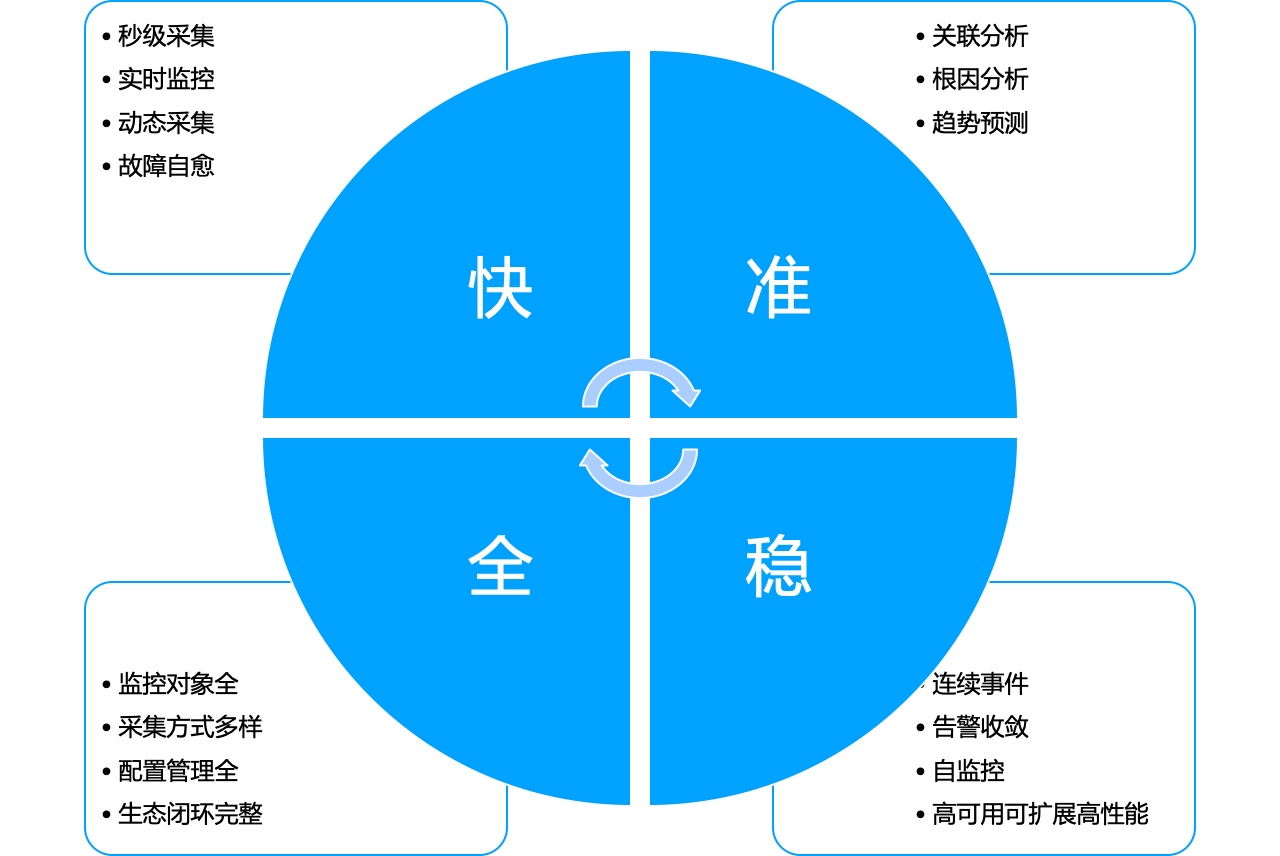 • 秒级采集
• 实时监控
• 动态采集
• 故障自愈
• 关联分析
• 根因分析
• 趋势预测
快
准
全
稳
• 监控对象全
• 采集方式多样
• 配置管理全
• 生态闭环完整
• 连续事件
• 告警收敛
• 自监控
• 高可用可扩展高性能